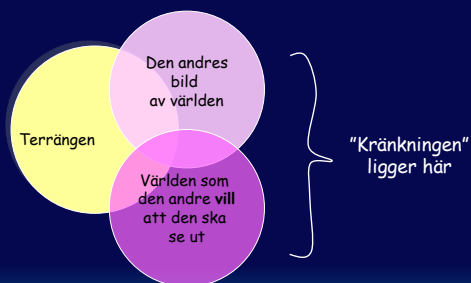 Den andres
bild
av världen
Terrängen
"Kränkningen"
ligger här
Världen som
den andre vill
att den ska
se ut